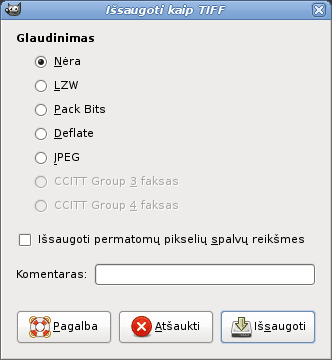 Išsaugoti kaip TIFF
Glaudinimas
Nėra
LZW
Pack Bits
Deflate
JPEG
CCITT Group 3 faksas
CCITT Group 4 faksas
Išsaugoti permatomų pikselių spalvų reikšmes
Komentaras:
Pagalba
Atšaukti
Išsaugoti